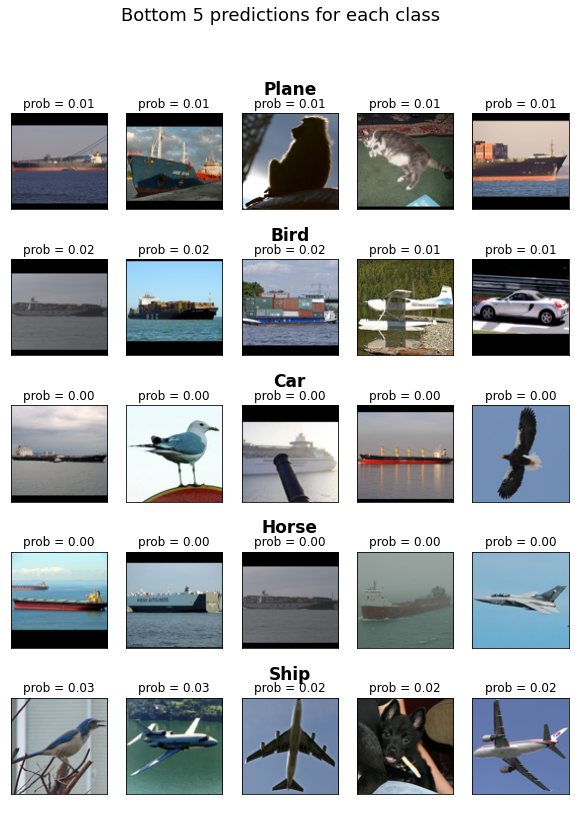 Bottom 5 predictions for each class
Plane
prob = 0.01 prob = 0.01 prob = 0.01 prob = 0.01 prob = 0.01
Bird
prob = 0.02 prob = 0.02 prob = 0.02 prob = 0.01 prob = 0.01
Car
prob = 0.00 prob = 0.00 prob = 0.00 prob = 0.00 prob = 0.00
Horse
prob = 0.00 prob = 0.00 prob = 0.00 prob = 0.00 prob = 0.00
Ship
prob = 0.03 prob = 0.03 prob = 0.02 prob = 0.02 prob = 0.02